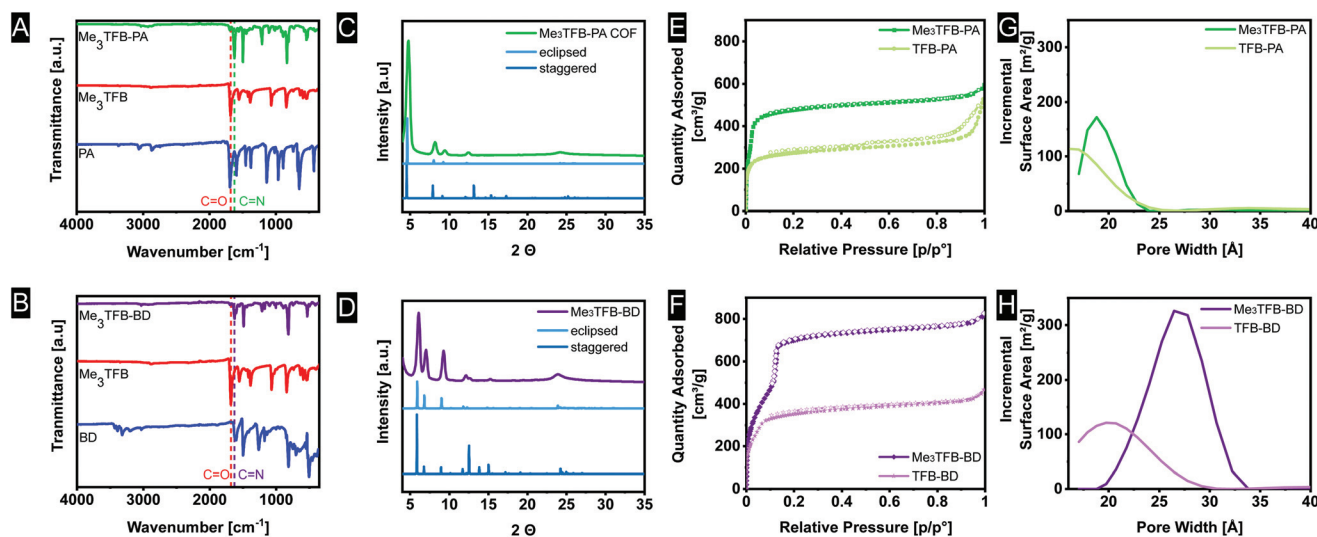 A
Me3TFB-PA
Me3TFB
PA
C=O
C=N
Transmittance [a.u.]
4000
3000
2000
1000
Wavenumber [cm⁻¹]
C
Me₃TFB-PA COF
eclipsed
staggered
Intensity [a.u]
5
10
15
20
25
30
35
2 Θ
E
Me₃TFB-PA
TFB-PA
Quantity Adsorbed
[cm³/g]
800
600
400
200
0
0
0.2
0.4
0.6
0.8
1
Relative Pressure [p/p°]
G
Me₃TFB-PA
TFB-PA
Incremental
Surface Area [m²/g]
300
200
100
0
20
25
30
35
40
Pore Width [Å]
B
Me3TFB-BD
Me3TFB
BD
C=O
C=N
Tranmittance [a.u.]
4000
3000
2000
1000
Wavenumber [cm⁻¹]
D
Me₃TFB-BD
eclipsed
staggered
Intensity [a.u.]
5
10
15
20
25
30
35
2 Θ
F
Me₃TFB-BD
TFB-BD
Quantity Adsorbed
[cm³/g]
800
600
400
200
0
0
0.2
0.4
0.6
0.8
1
Relative Pressure [p/p°]
H
Me₃TFB-BD
TFB-BD
Incremental
Surface Area [m²/g]
300
200
100
0
20
25
30
35
40
Pore Width [Å]